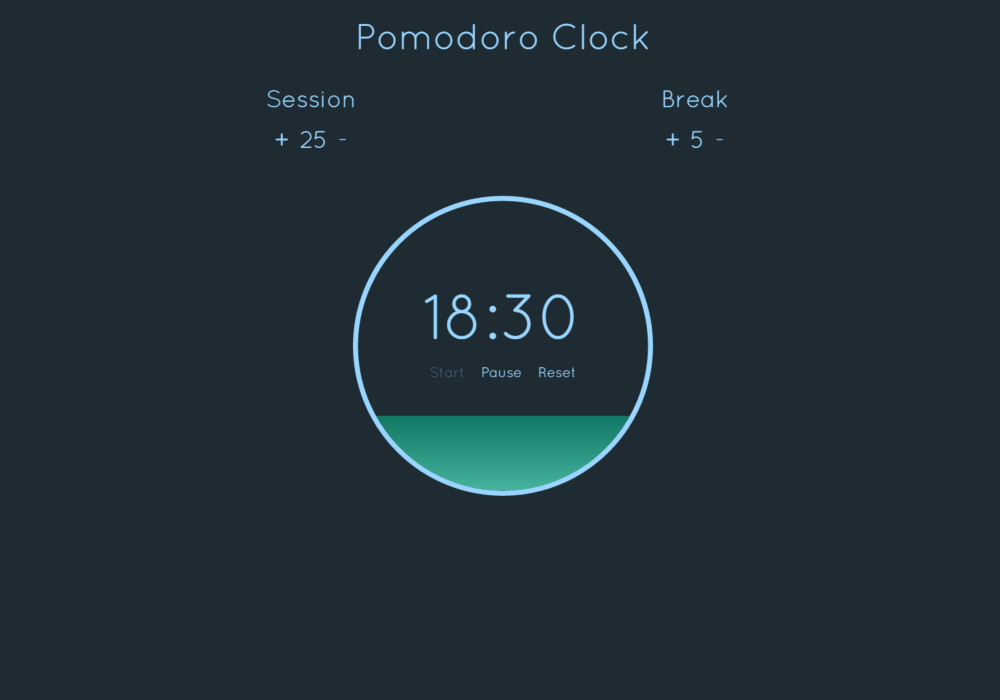 Pomodoro Clock
Session
Break
+ 25 -
+ 5 -
18:30
Start Pause Reset